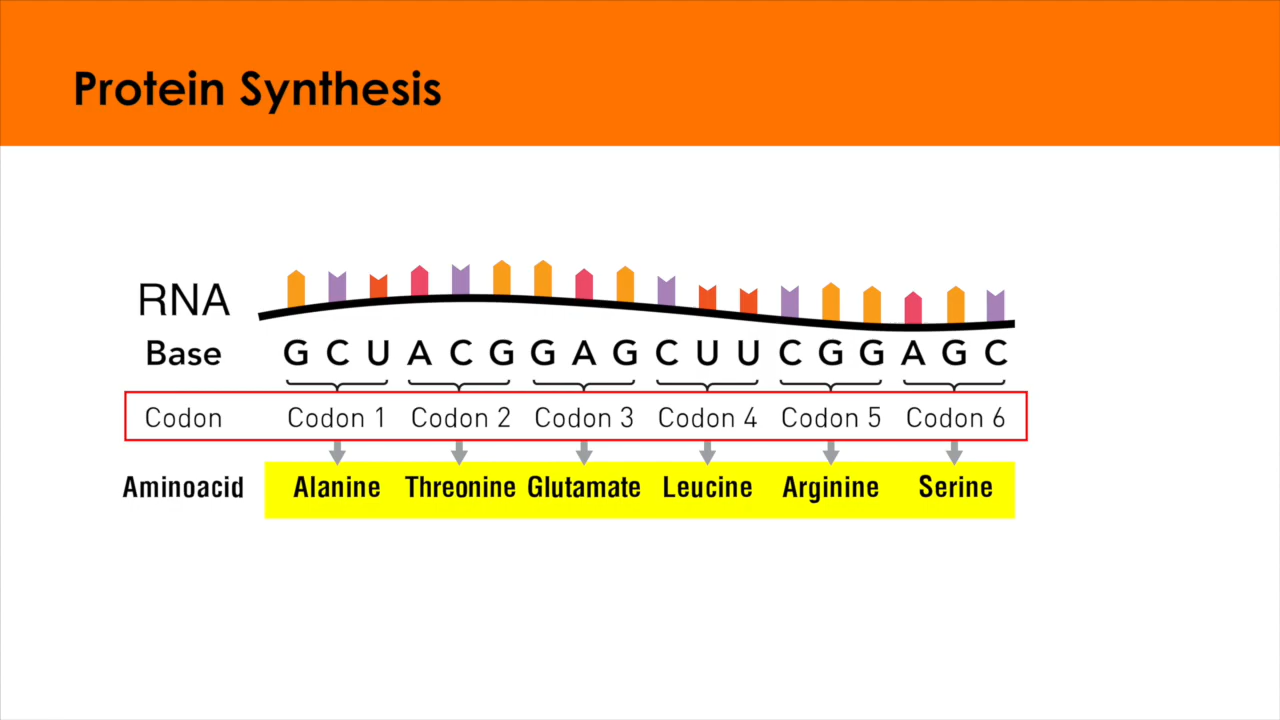 Protein Synthesis
RNA
Base G C U A C G G A G C U U C G G A G C
Codon Codon 1 Codon 2 Codon 3 Codon 4 Codon 5 Codon 6
Aminoacid Alanine Threonine Glutamate Leucine Arginine Serine